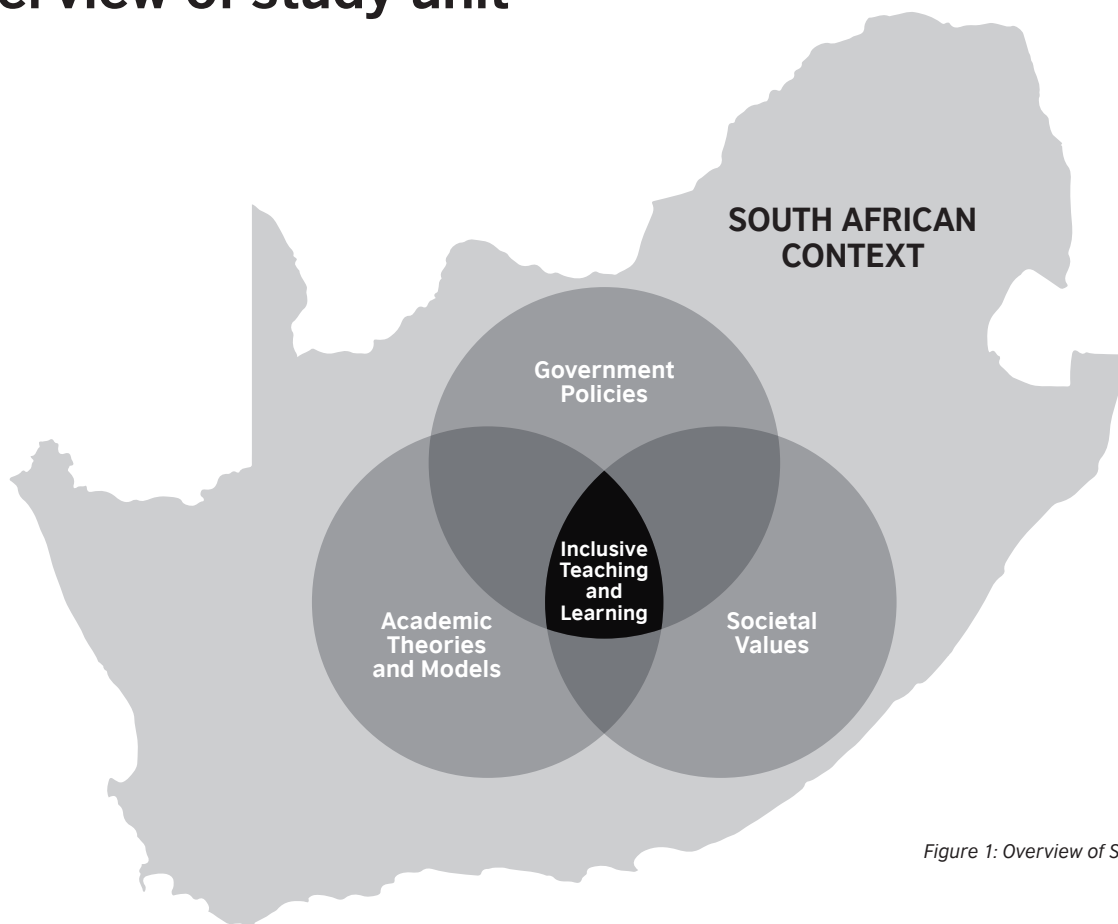 of study unit
SOUTH AFRICAN
CONTEXT
Government
Policies
Inclusive
Teaching
and
Learning
Academic
Theories
and Models
Societal
Values
Figure 1: Overview of